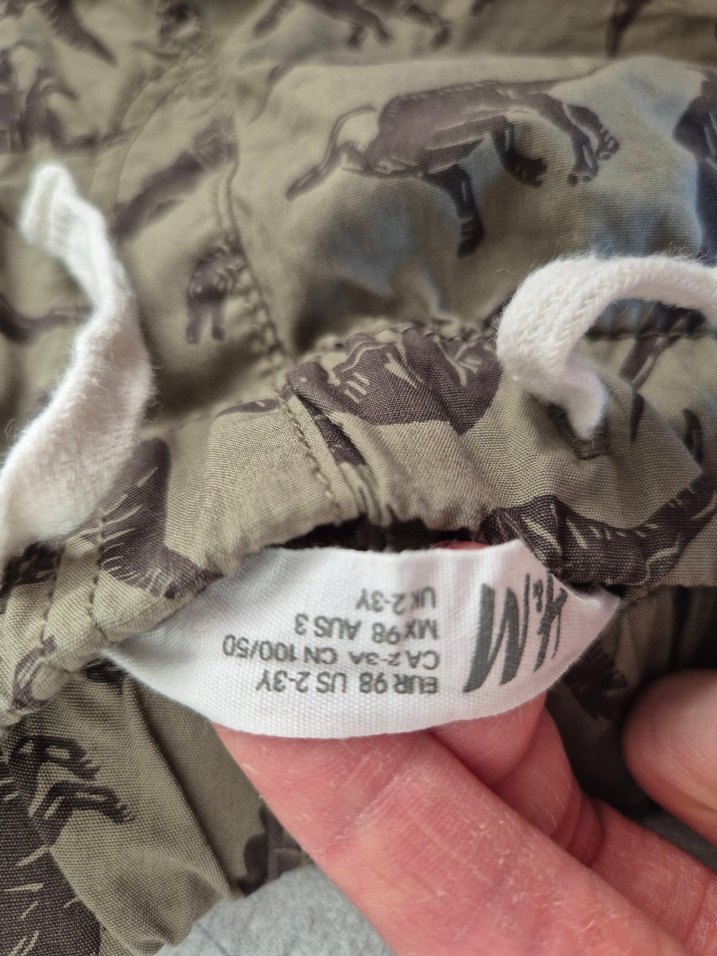 H&M
EUR 98 US 2-3Y
CA 2-3A CN 100/50
MX 98 AUS 3
UK 2-3Y